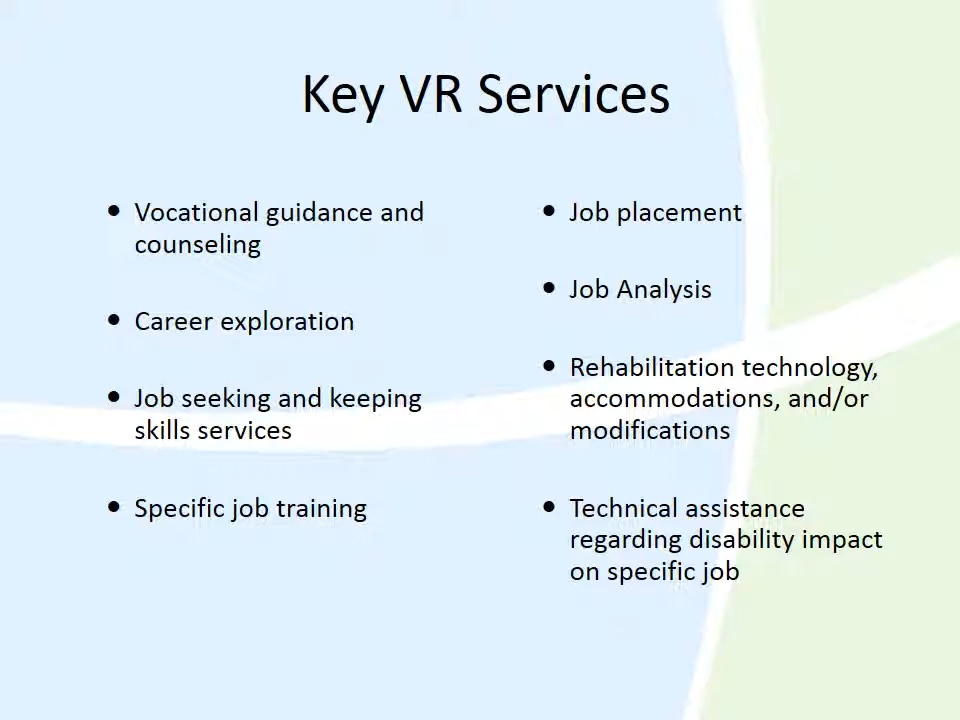 Key VR Services
• Vocational guidance and
counseling
• Career exploration
• Job seeking and keeping
skills services
• Specific job training
• Job placement
• Job Analysis
• Rehabilitation technology,
accommodations, and/or
modifications
• Technical assistance
regarding disability impact
on specific job